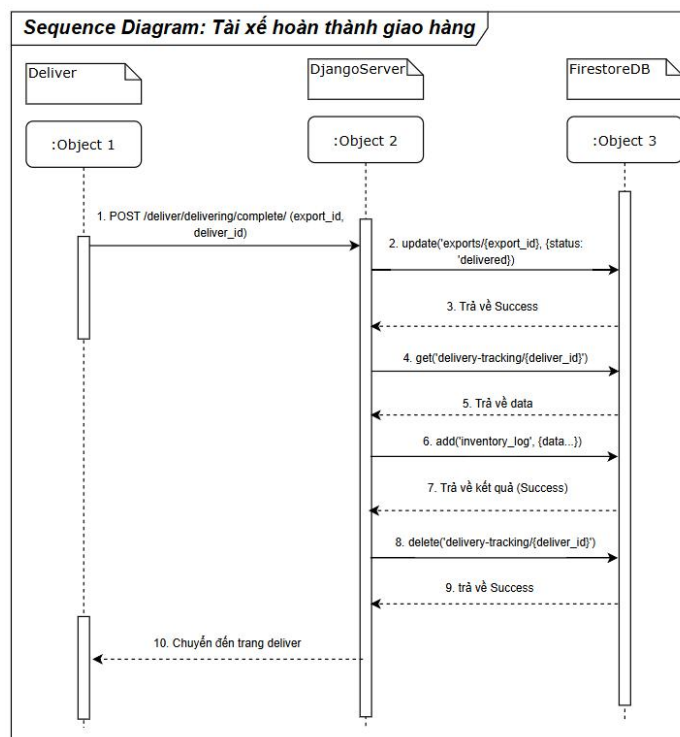 Sequence Diagram: Tài xế hoàn thành giao hàng
Deliver
DjangoServer
FirestoreDB
:Object 1
:Object 2
:Object 3
1. POST /deliver/delivering/complete/ (export_id,
deliver_id)
2. update('exports/{export_id}, {status:
'delivered})
3. Trả về Success
4. get('delivery-tracking/{deliver_id}')
5. Trả về data
6. add('inventory_log', {data...})
7. Trả về kết quả (Success)
8. delete('delivery-tracking/{deliver_id}')
9. trả về Success
10. Chuyển đến trang deliver